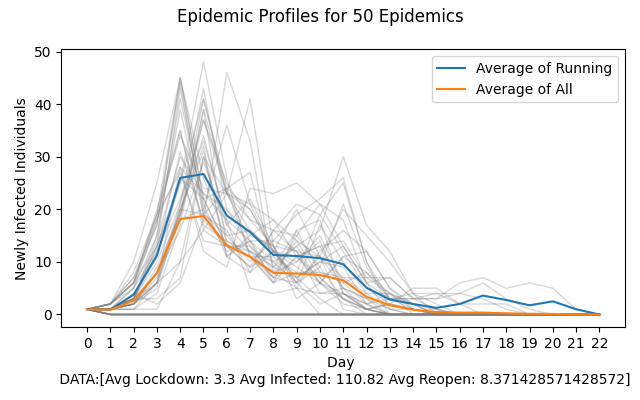 Epidemic Profiles for 50 Epidemics
50
40
30
20
10
0
Newly Infected Individuals
Average of Running
Average of All
0 1 2 3 4 5 6 7 8 9 10 11 12 13 14 15 16 17 18 19 20 21 22
Day
DATA:[Avg Lockdown: 3.3 Avg Infected: 110.82 Avg Reopen: 8.371428571428572]